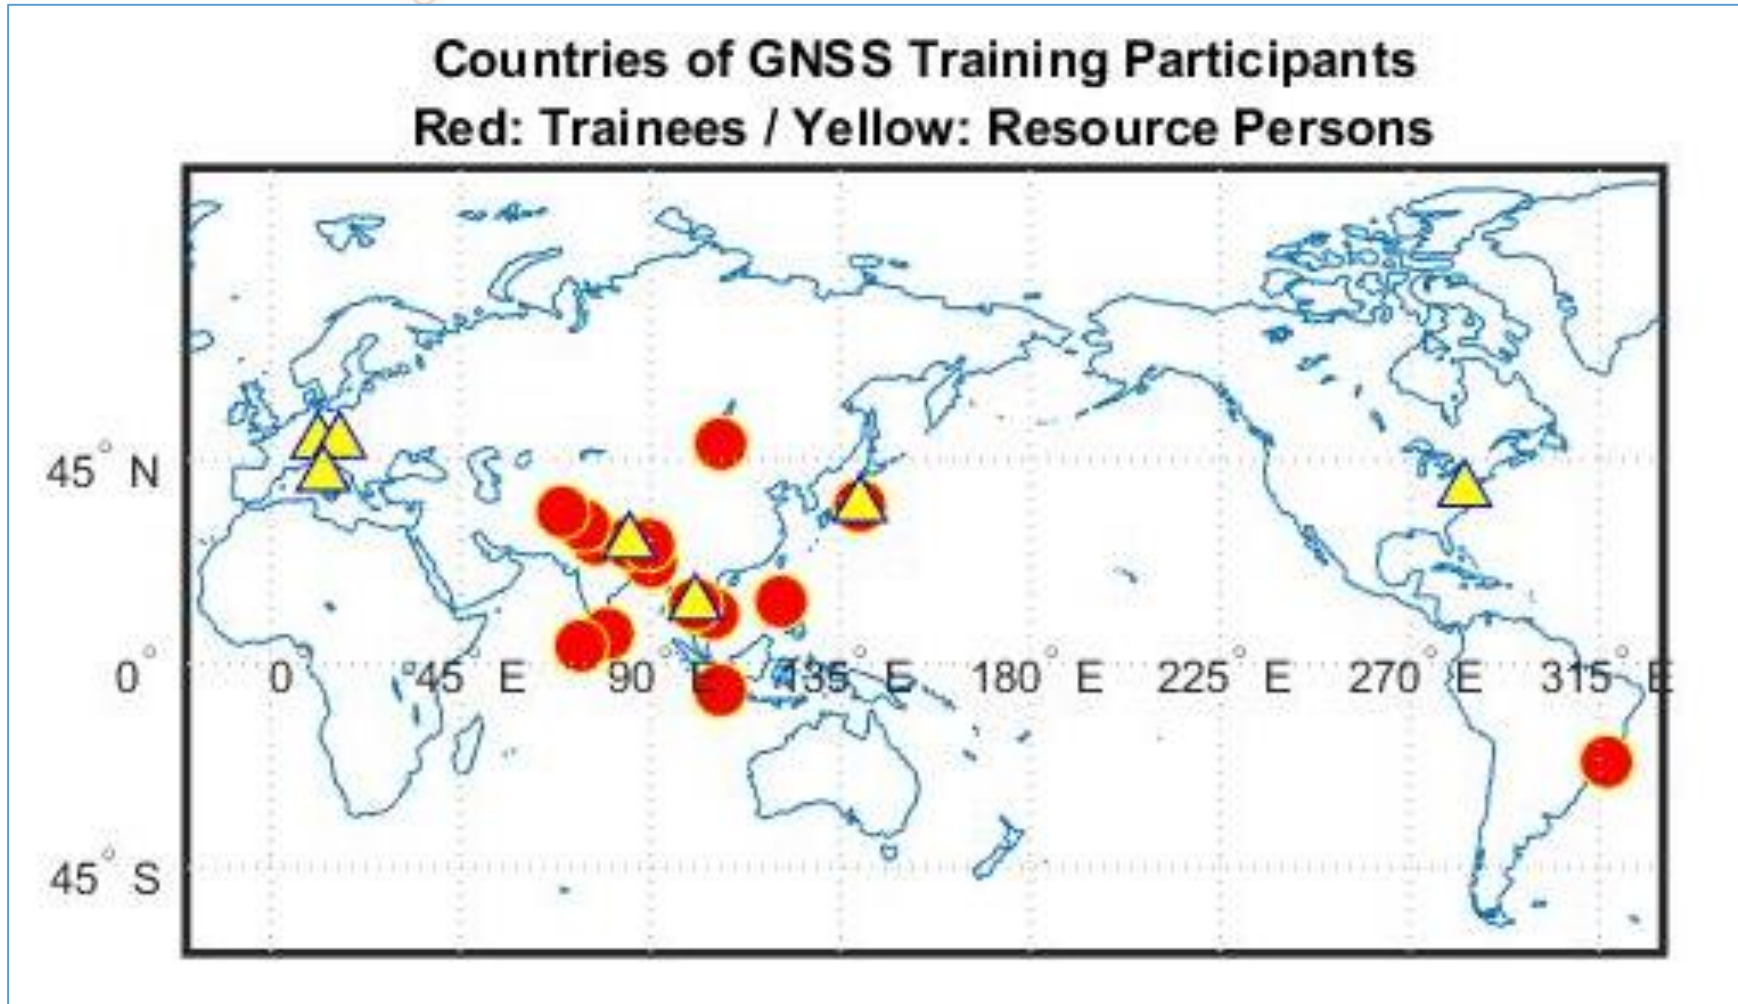 Countries of GNSS Training Participants
Red: Trainees / Yellow: Resource Persons
45° N
0° 0° 45° E 90° E 135° E 180° E 225° E 270° E 315° E
45° S